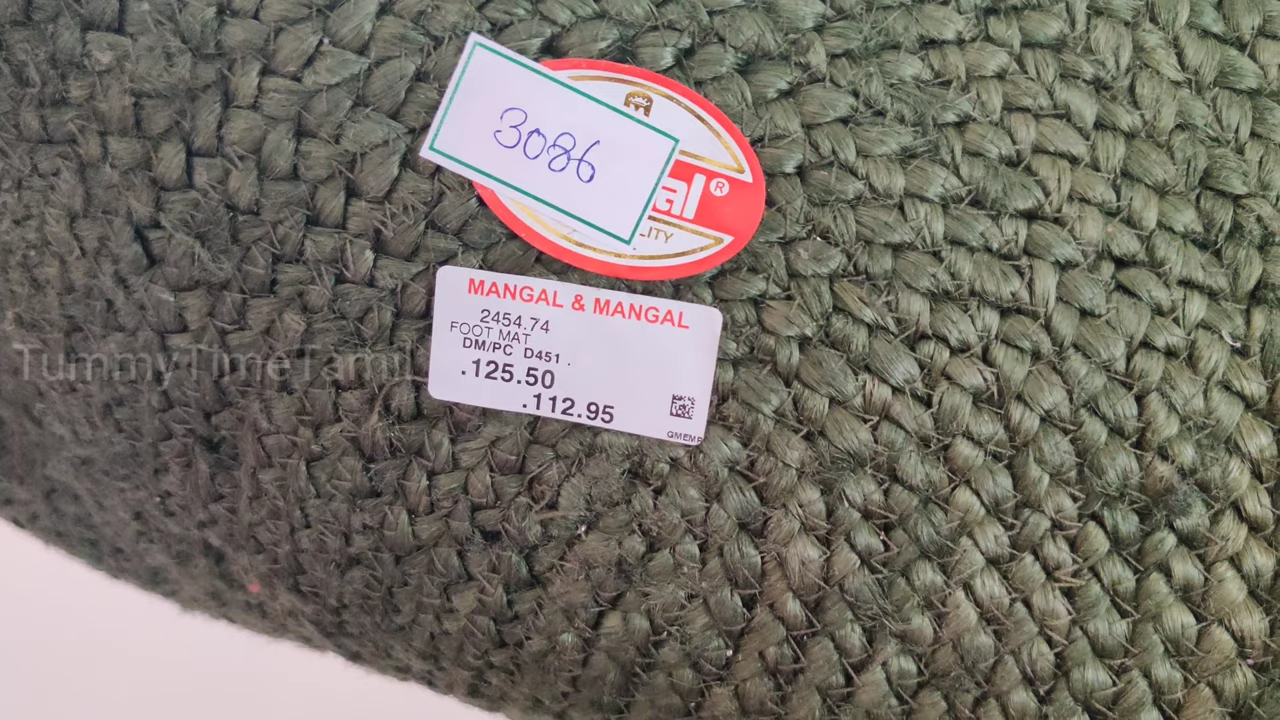 3086
al®
LITY
MANGAL & MANGAL
2454.74
FOOT MAT
DM/PC D451 .
.125.50
.112.95
GMEMP
TummyTimeTamil